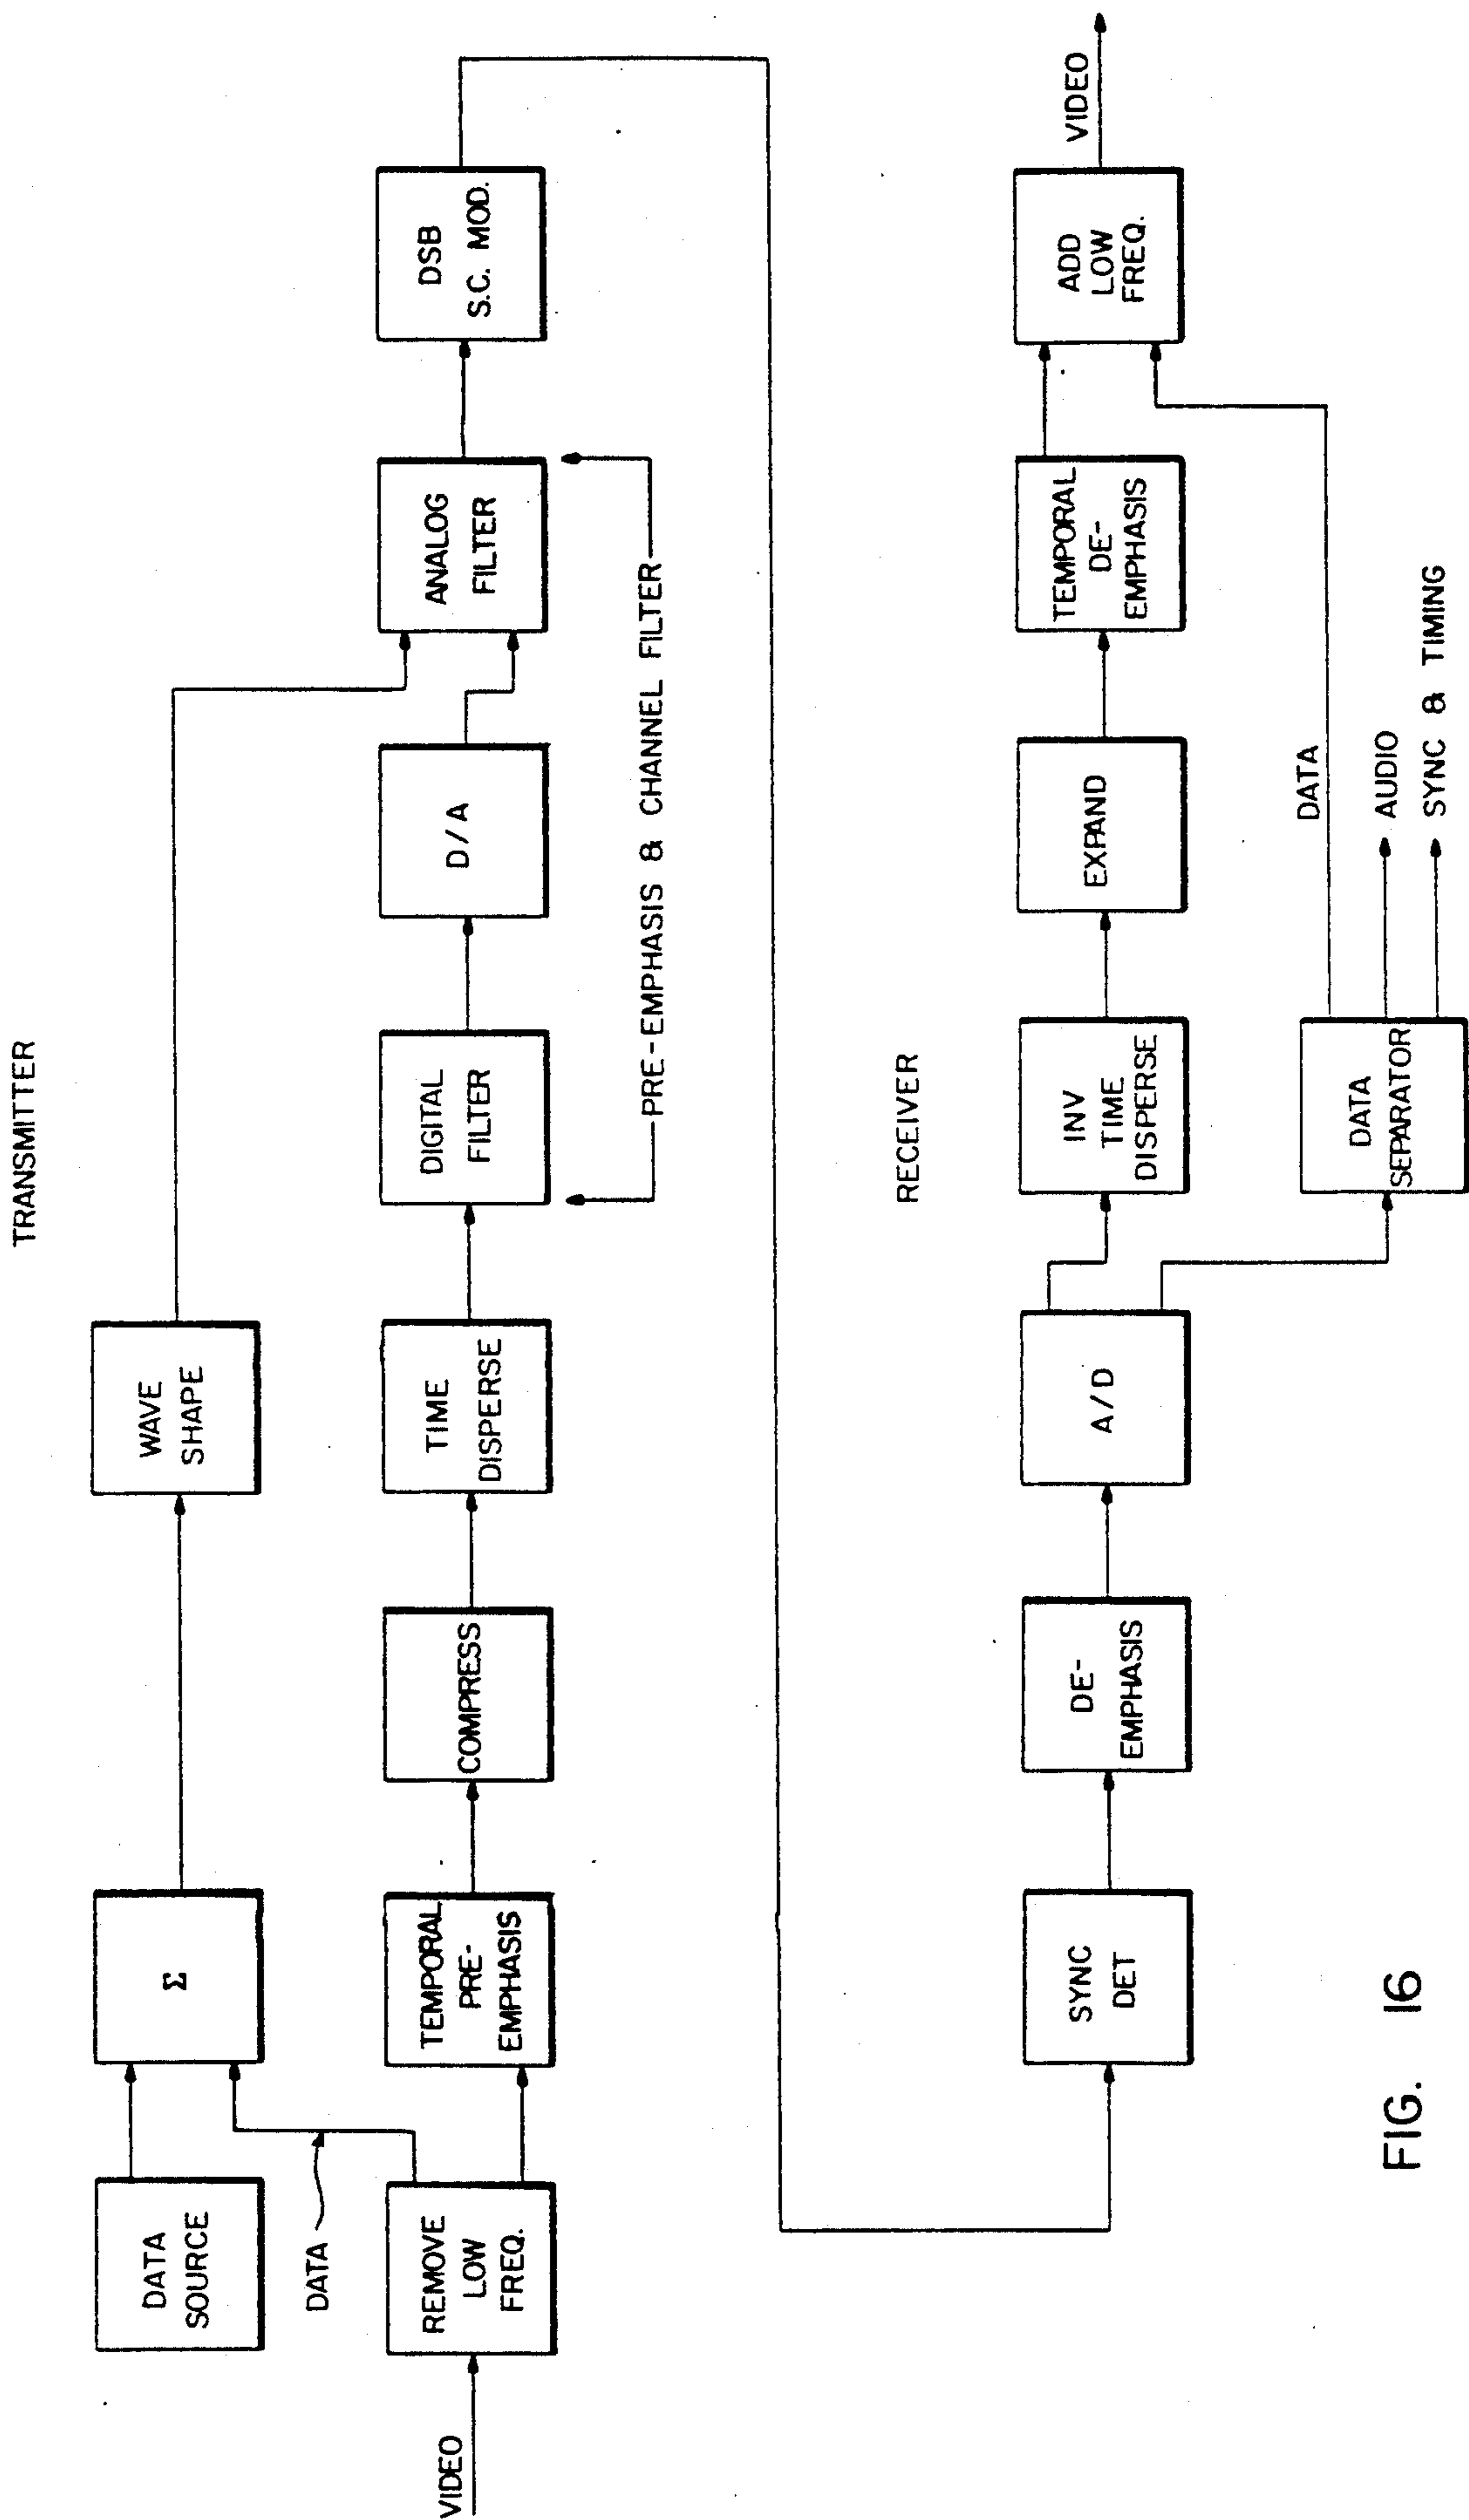 TRANSMITTER
DATA
SOURCE
Σ
WAVE
SHAPE
DATA
VIDEO
REMOVE
LOW
FREQ.
TEMPORAL
PRE-
EMPHASIS
COMPRESS
TIME
DISPERSE
DIGITAL
FILTER
D/A
ANALOG
FILTER
DSB
S.C. MOD.
PRE-EMPHASIS & CHANNEL FILTER
RECEIVER
SYNC
DET
DE-
EMPHASIS
A/D
INV
TIME
DISPERSE
EXPAND
TEMPORAL
DE-
EMPHASIS
ADD
LOW
FREQ.
VIDEO
DATA
SEPARATOR
DATA
AUDIO
SYNC & TIMING
FIG. 16